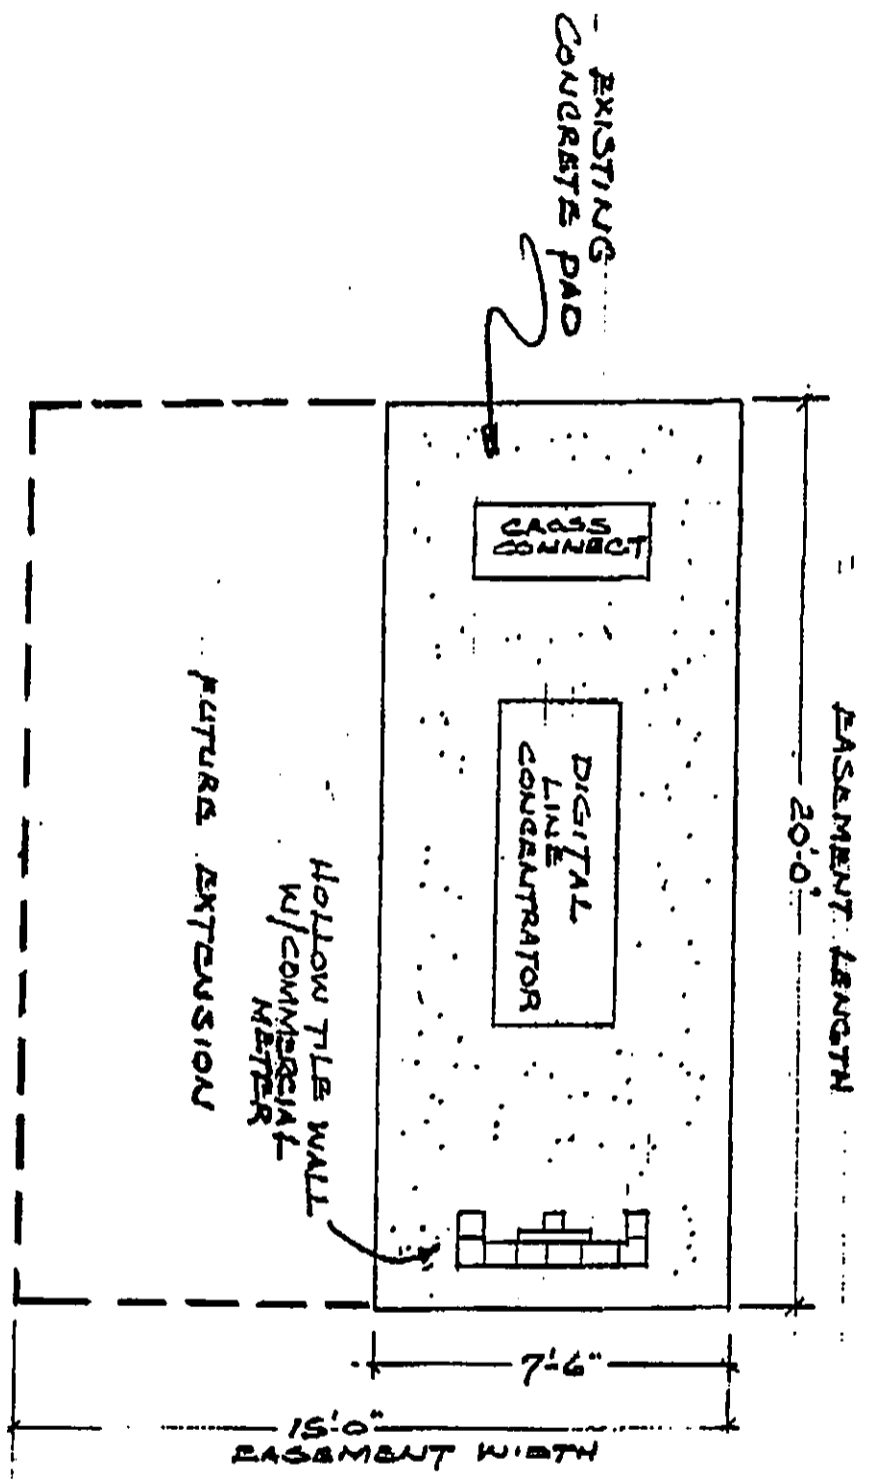 - EXISTING
CONCRETE PAD
CROSS
CONNECT
DIGITAL
LINE
CONCENTRATOR
EASEMENT LENGTH
20'-0"
HOLLOW TILE WALL
W/COMMERCIAL
METER
FUTURE EXTENSION
7'-6"
15'-0"
EASEMENT WIDTH